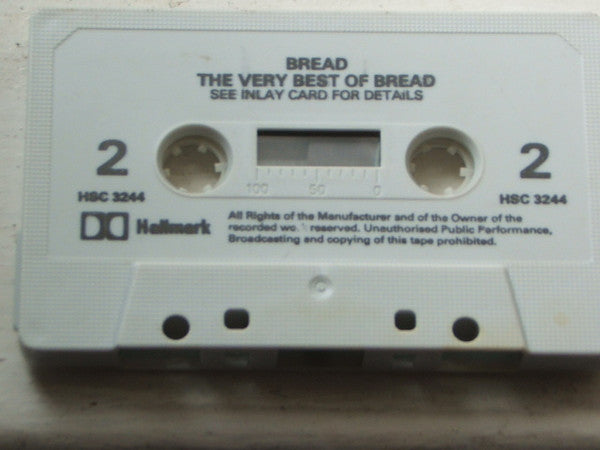 BREAD
THE VERY BEST OF BREAD
SEE INLAY CARD FOR DETAILS
2 2
HSC 3244 HSC 3244
100 50 0
Hallmark
All Rights of the Manufacturer and of the Owner of the
recorded reserved. Unauthorised Public Performance,
Broadcasting and copying of this tape prohibited.